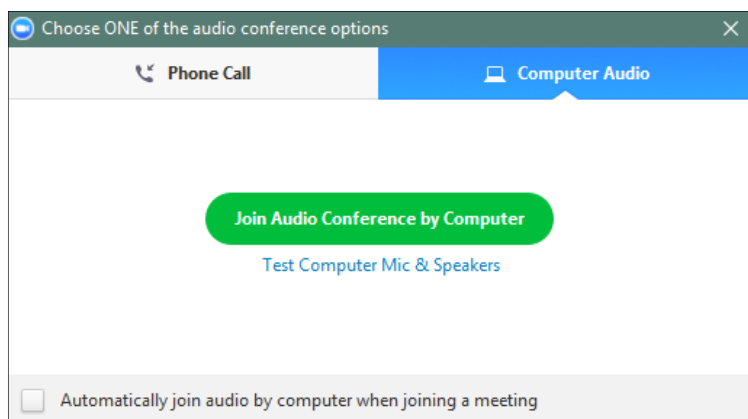 Choose ONE of the audio conference options
Phone Call
Computer Audio
Join Audio Conference by Computer
Test Computer Mic & Speakers
Automatically join audio by computer when joining a meeting